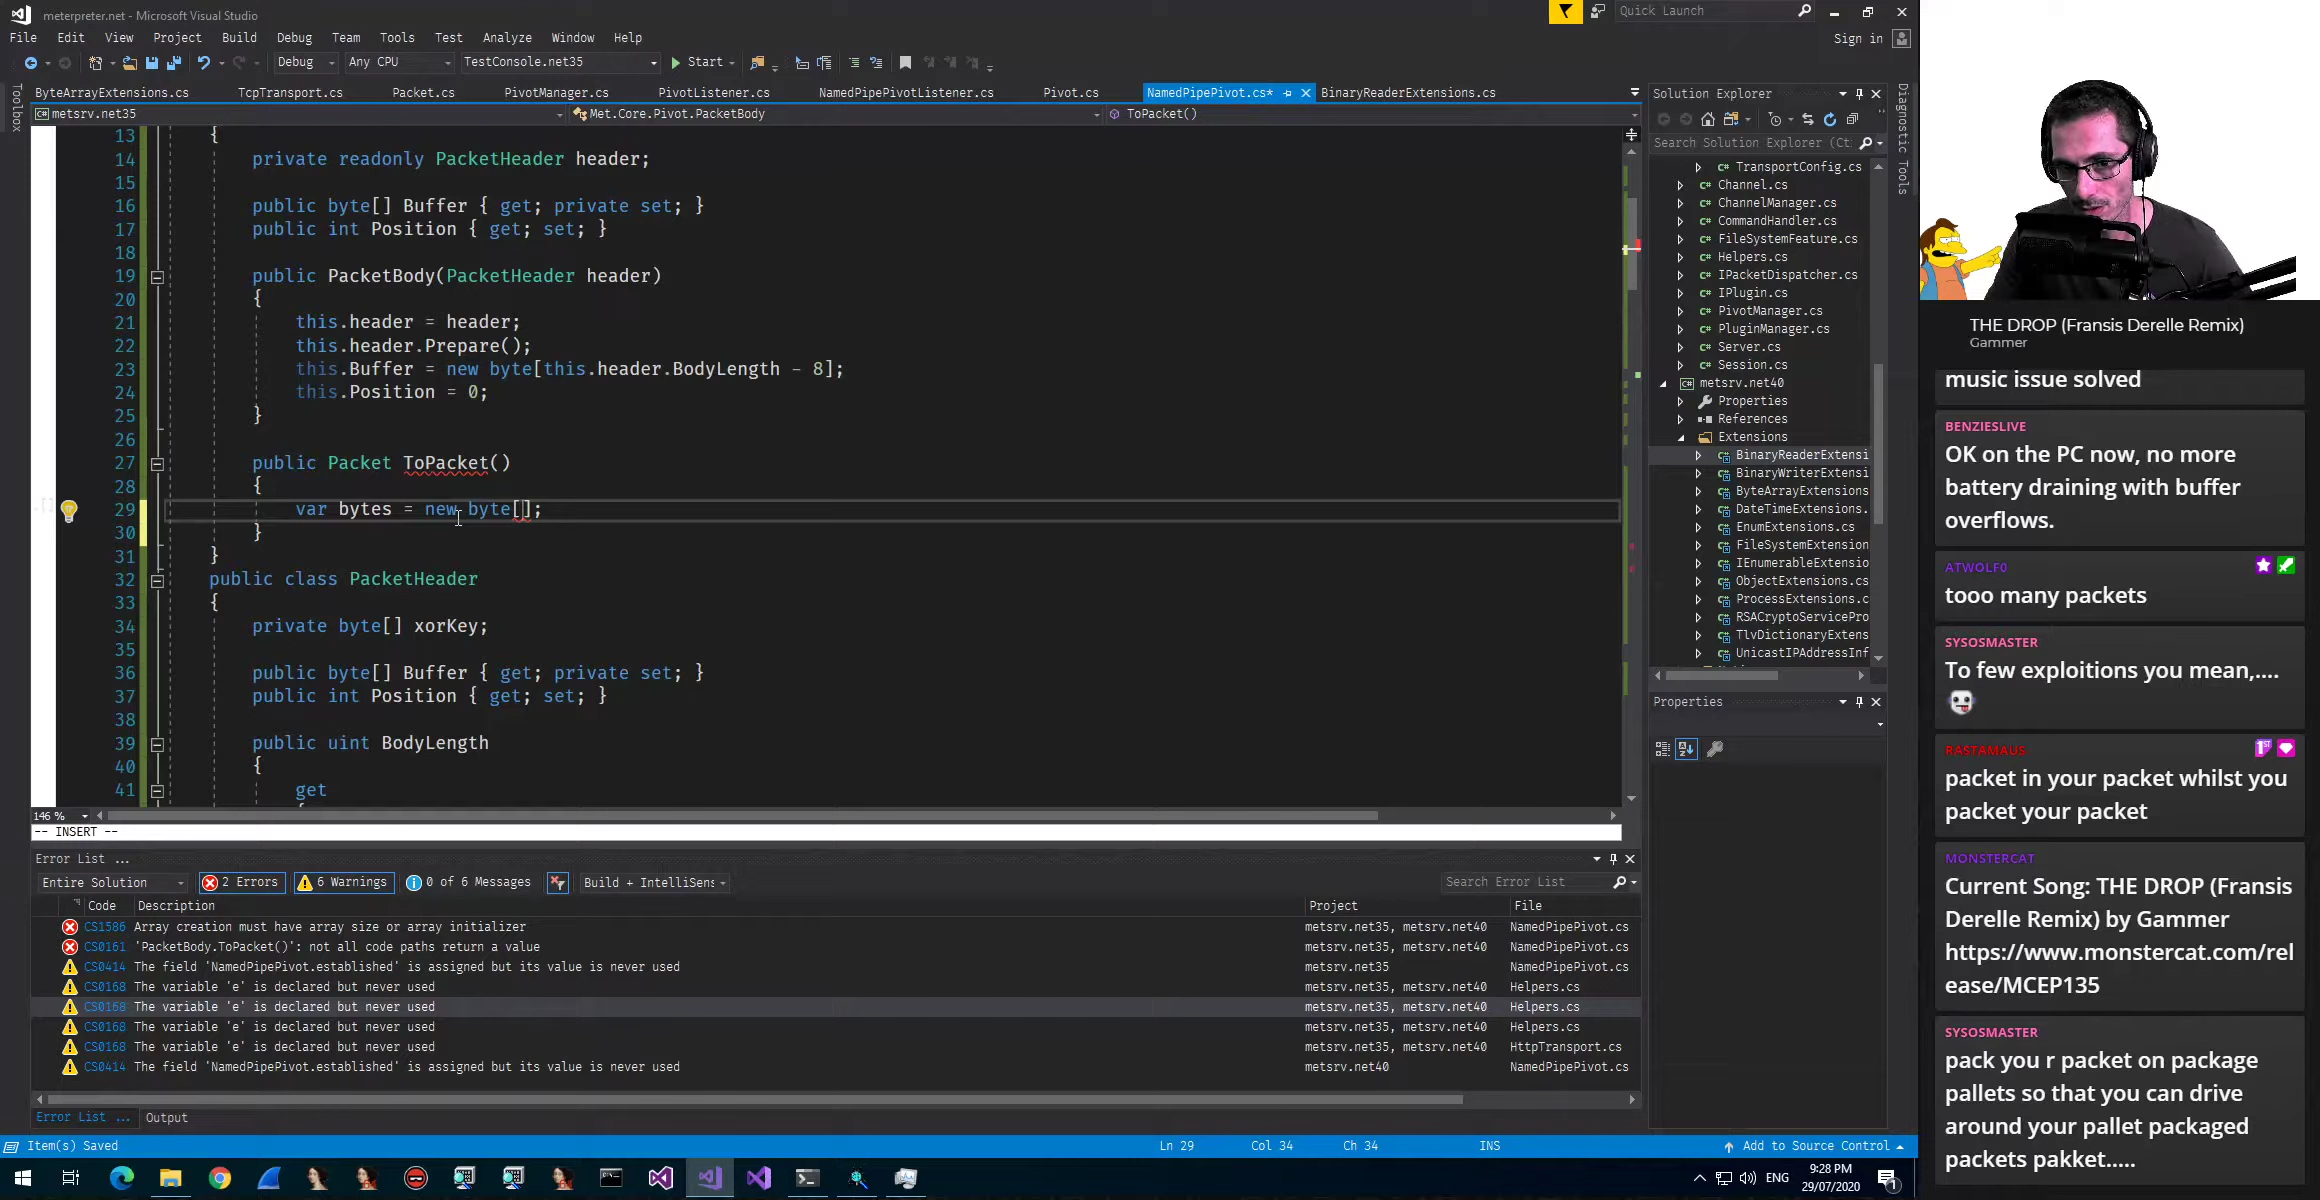 meterpreter.net - Microsoft Visual Studio
Quick Launch
File Edit View Project Build Debug Team Tools Test Analyze Window Help
Sign in
Debug Any CPU TestConsole.net35 Start
Toolbox
ByteArrayExtensions.cs TcpTransport.cs Packet.cs PivotManager.cs PivotListener.cs NamedPipePivotListener.cs Pivot.cs NamedPipePivot.cs* BinaryReaderExtensions.cs
metsrv.net35 Met.Core.Pivot.PacketBody ToPacket()
13 {
14 private readonly PacketHeader header;
15
16 public byte[] Buffer { get; private set; }
17 public int Position { get; set; }
18
19 public PacketBody(PacketHeader header)
20 {
21 this.header = header;
22 this.header.Prepare();
23 this.Buffer = new byte[this.header.BodyLength - 8];
24 this.Position = 0;
25 }
26
27 public Packet ToPacket()
28 {
29 var bytes = new byte[];
30 }
31 }
32 public class PacketHeader
33 {
34 private byte[] xorKey;
35
36 public byte[] Buffer { get; private set; }
37 public int Position { get; set; }
38
39 public uint BodyLength
40 {
41 get
146 %
-- INSERT --
Error List ...
Entire Solution 2 Errors 6 Warnings 0 of 6 Messages Build + IntelliSens Search Error List
Code Description Project File
CS1586 Array creation must have array size or array initializer metsrv.net35, metsrv.net40 NamedPipePivot.cs
CS0161 'PacketBody.ToPacket()': not all code paths return a value metsrv.net35, metsrv.net40 NamedPipePivot.cs
CS0414 The field 'NamedPipePivot.established' is assigned but its value is never used metsrv.net35 NamedPipePivot.cs
CS0168 The variable 'e' is declared but never used metsrv.net35, metsrv.net40 Helpers.cs
CS0168 The variable 'e' is declared but never used metsrv.net35, metsrv.net40 Helpers.cs
CS0168 The variable 'e' is declared but never used metsrv.net35, metsrv.net40 Helpers.cs
CS0168 The variable 'e' is declared but never used metsrv.net35, metsrv.net40 HttpTransport.cs
CS0414 The field 'NamedPipePivot.established' is assigned but its value is never used metsrv.net40 NamedPipePivot.cs
Error List ... Output
Item(s) Saved Ln 29 Col 34 Ch 34 INS Add to Source Control
Solution Explorer
Search Solution Explorer (Ct
C# TransportConfig.cs
C# Channel.cs
C# ChannelManager.cs
C# CommandHandler.cs
C# FileSystemFeature.cs
C# Helpers.cs
C# IPacketDispatcher.cs
C# IPlugin.cs
C# PivotManager.cs
C# PluginManager.cs
C# Server.cs
C# Session.cs
C# metsrv.net40
Properties
References
Extensions
BinaryReaderExtensi
BinaryWriterExtensi
ByteArrayExtensions
DateTimeExtensions.
EnumExtensions.cs
FileSystemExtension
IEnumerableExtensio
ObjectExtensions.cs
ProcessExtensions.c
RSACryptoServicePro
TlvDictionaryExtens
UnicastIPAddressInf
Properties
Diagnostic Tools
ENG
9:28 PM
29/07/2020
1
THE DROP (Fransis Derelle Remix)
Gammer
music issue solved
BENZIESLIVE
OK on the PC now, no more
battery draining with buffer
overflows.
ATWOLF0
tooo many packets
SYSOSMASTER
To few exploitions you mean,....
RASTAMAUS
1st
packet in your packet whilst you
packet your packet
MONSTERCAT
Current Song: THE DROP (Fransis
Derelle Remix) by Gammer
https://www.monstercat.com/rel
ease/MCEP135
SYSOSMASTER
pack you r packet on package
pallets so that you can drive
around your pallet packaged
packets pakket.....